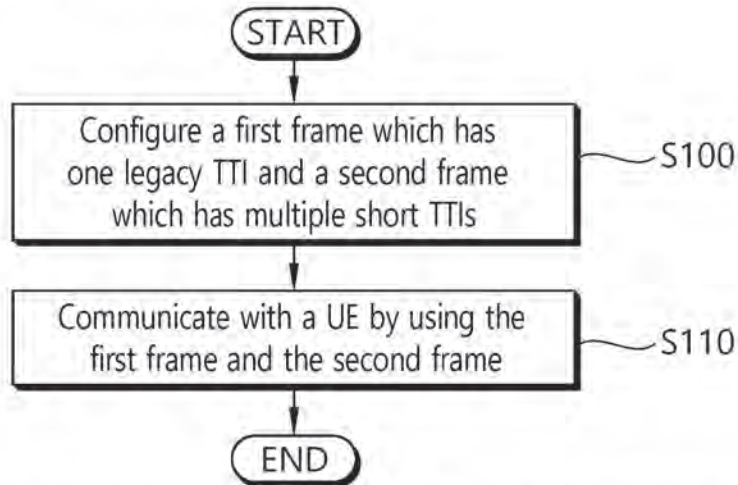 START
Configure a first frame which has
one legacy TTI and a second frame
which has multiple short TTIs
S100
Communicate with a UE by using the
first frame and the second frame
S110
END